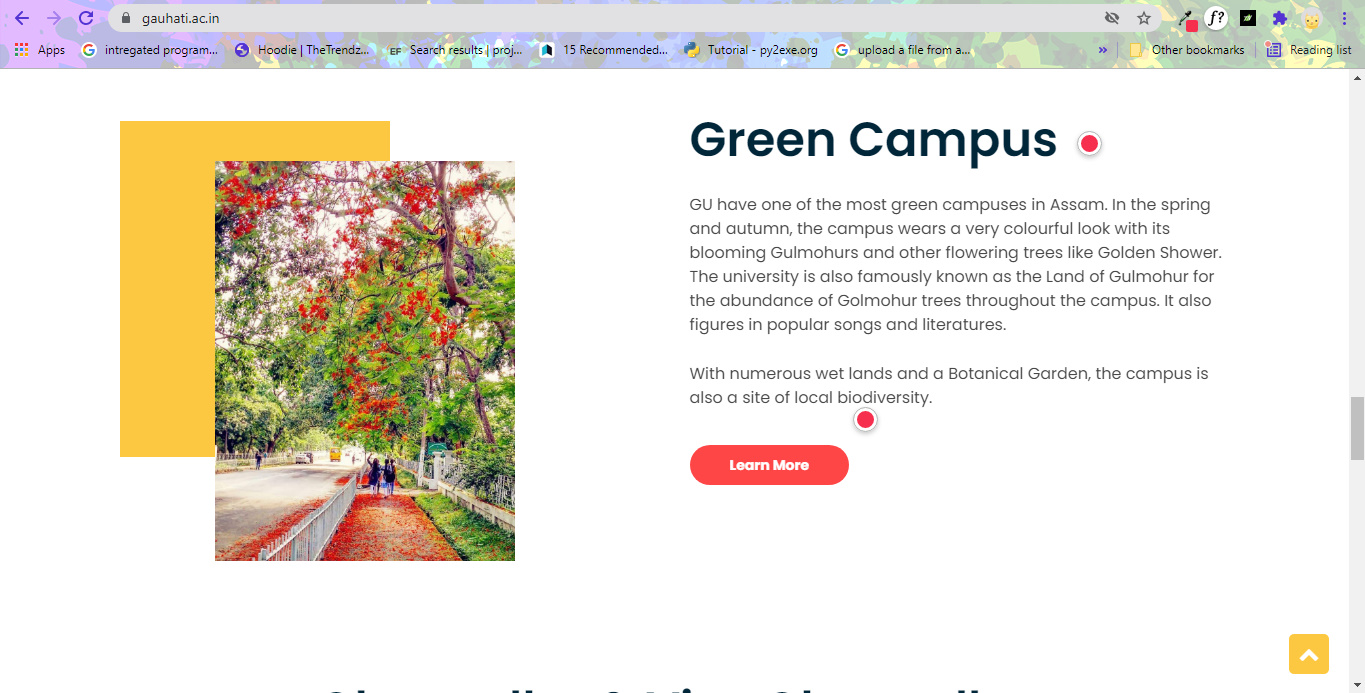 gauhati.ac.in
f?
Apps
intregated program...
Hoodie | TheTrendz...
EF Search results | proj...
15 Recommended...
Tutorial - py2exe.org
upload a file from a...
»
Other bookmarks
Reading list
Green Campus
GU have one of the most green campuses in Assam. In the spring
and autumn, the campus wears a very colourful look with its
blooming Gulmohurs and other flowering trees like Golden Shower.
The university is also famously known as the Land of Gulmohur for
the abundance of Golmohur trees throughout the campus. It also
figures in popular songs and literatures.
With numerous wet lands and a Botanical Garden, the campus is
also a site of local biodiversity.
Learn More